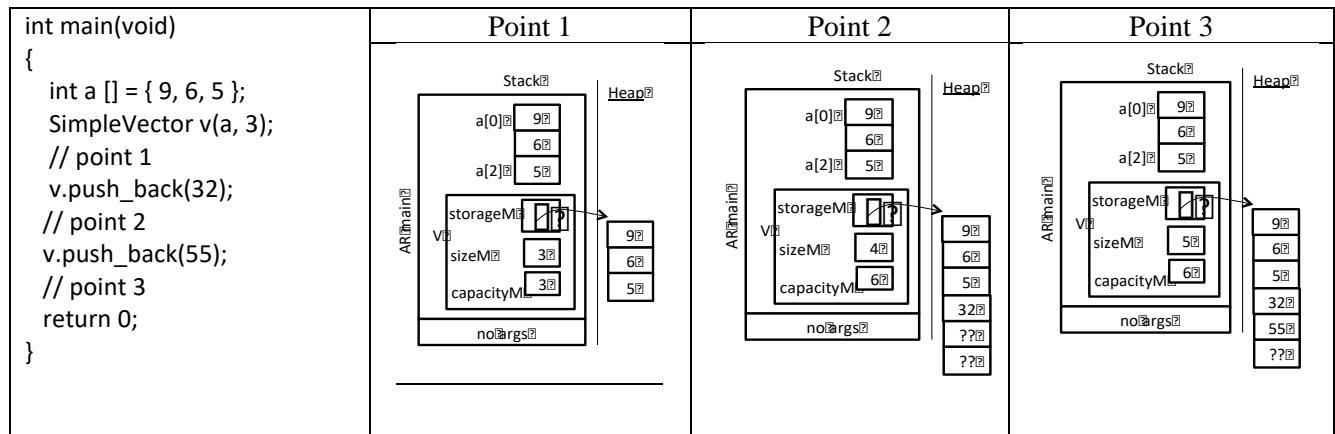 int main(void)
{
int a [] = { 9, 6, 5 };
SimpleVector v(a, 3);
// point 1
v.push_back(32);
// point 2
v.push_back(55);
// point 3
return 0;
}
Point 1
Stack
Heap
a[0] 9
6
a[2] 5
AR main
V
storageM
sizeM 3
capacityM 3
no args
9
6
5
Point 2
Stack
Heap
a[0] 9
6
a[2] 5
AR main
V
storageM
sizeM 4
capacityM 6
no args
9
6
5
32
??
??
Point 3
Stack
Heap
a[0] 9
6
a[2] 5
AR main
V
storageM
sizeM 5
capacityM 6
no args
9
6
5
32
55
??